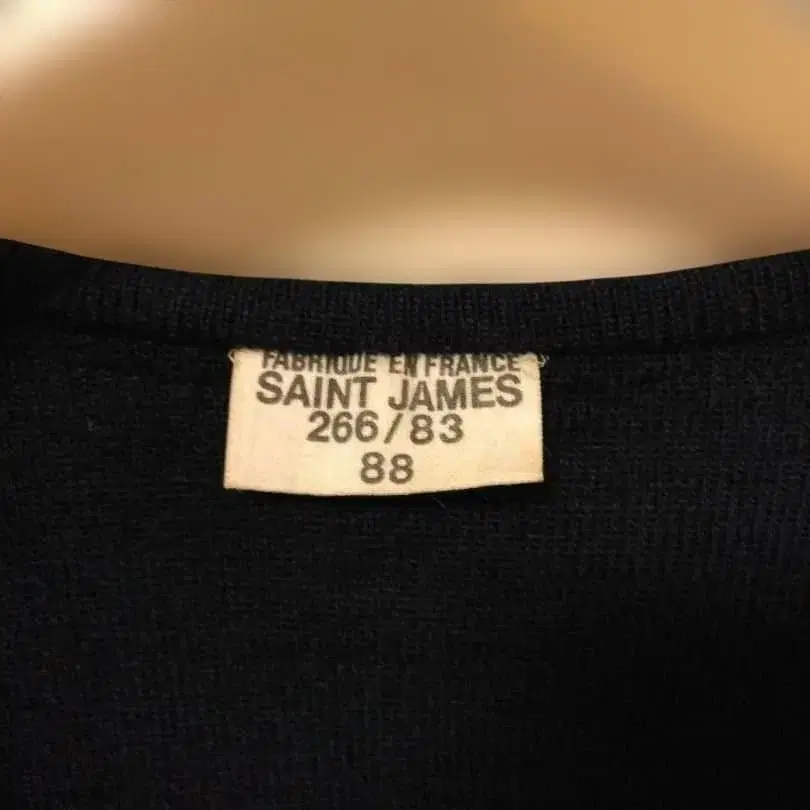 FABRIQUE EN FRANCE
SAINT JAMES
266/83
88